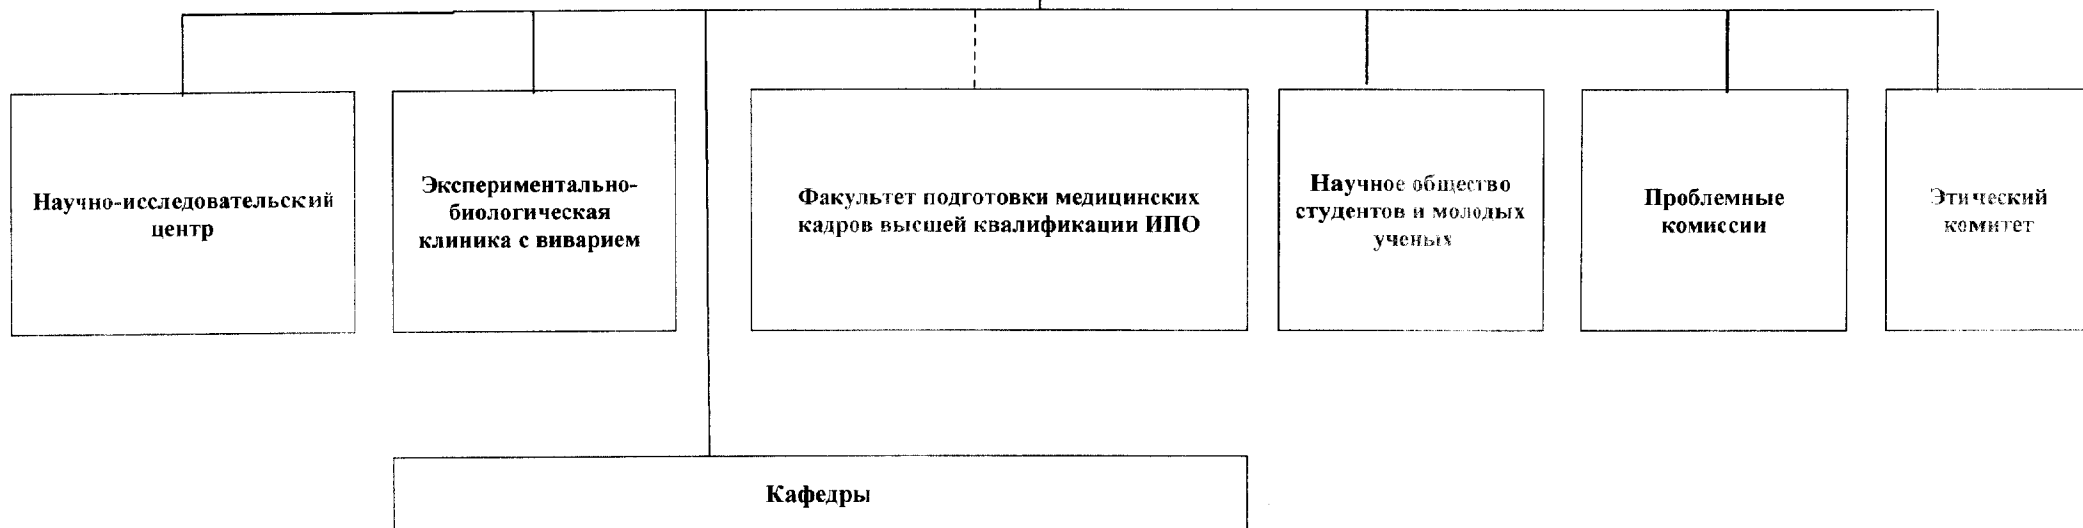 Научно-исследовательский
центр
Экспериментально-
биологическая
клиника с виварием
Факультет подготовки медицинских
кадров высшей квалификации ИПО
Научное общество
студентов и молодых
ученых
Проблемные
комиссии
Этический
комитет
Кафедры